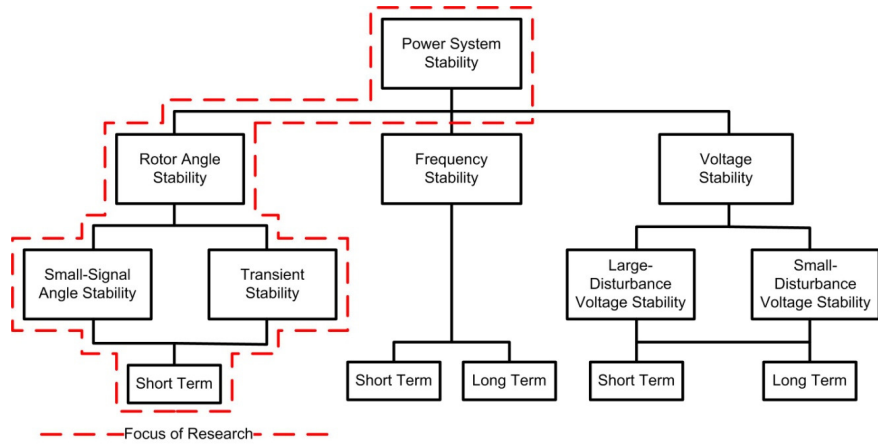 Power System
Stability
Rotor Angle
Stability
Frequency
Stability
Voltage
Stability
Small-Signal
Angle Stability
Transient
Stability
Large-
Disturbance
Voltage Stability
Small-
Disturbance
Voltage Stability
Short Term
Short Term
Long Term
Short Term
Long Term
Focus of Research